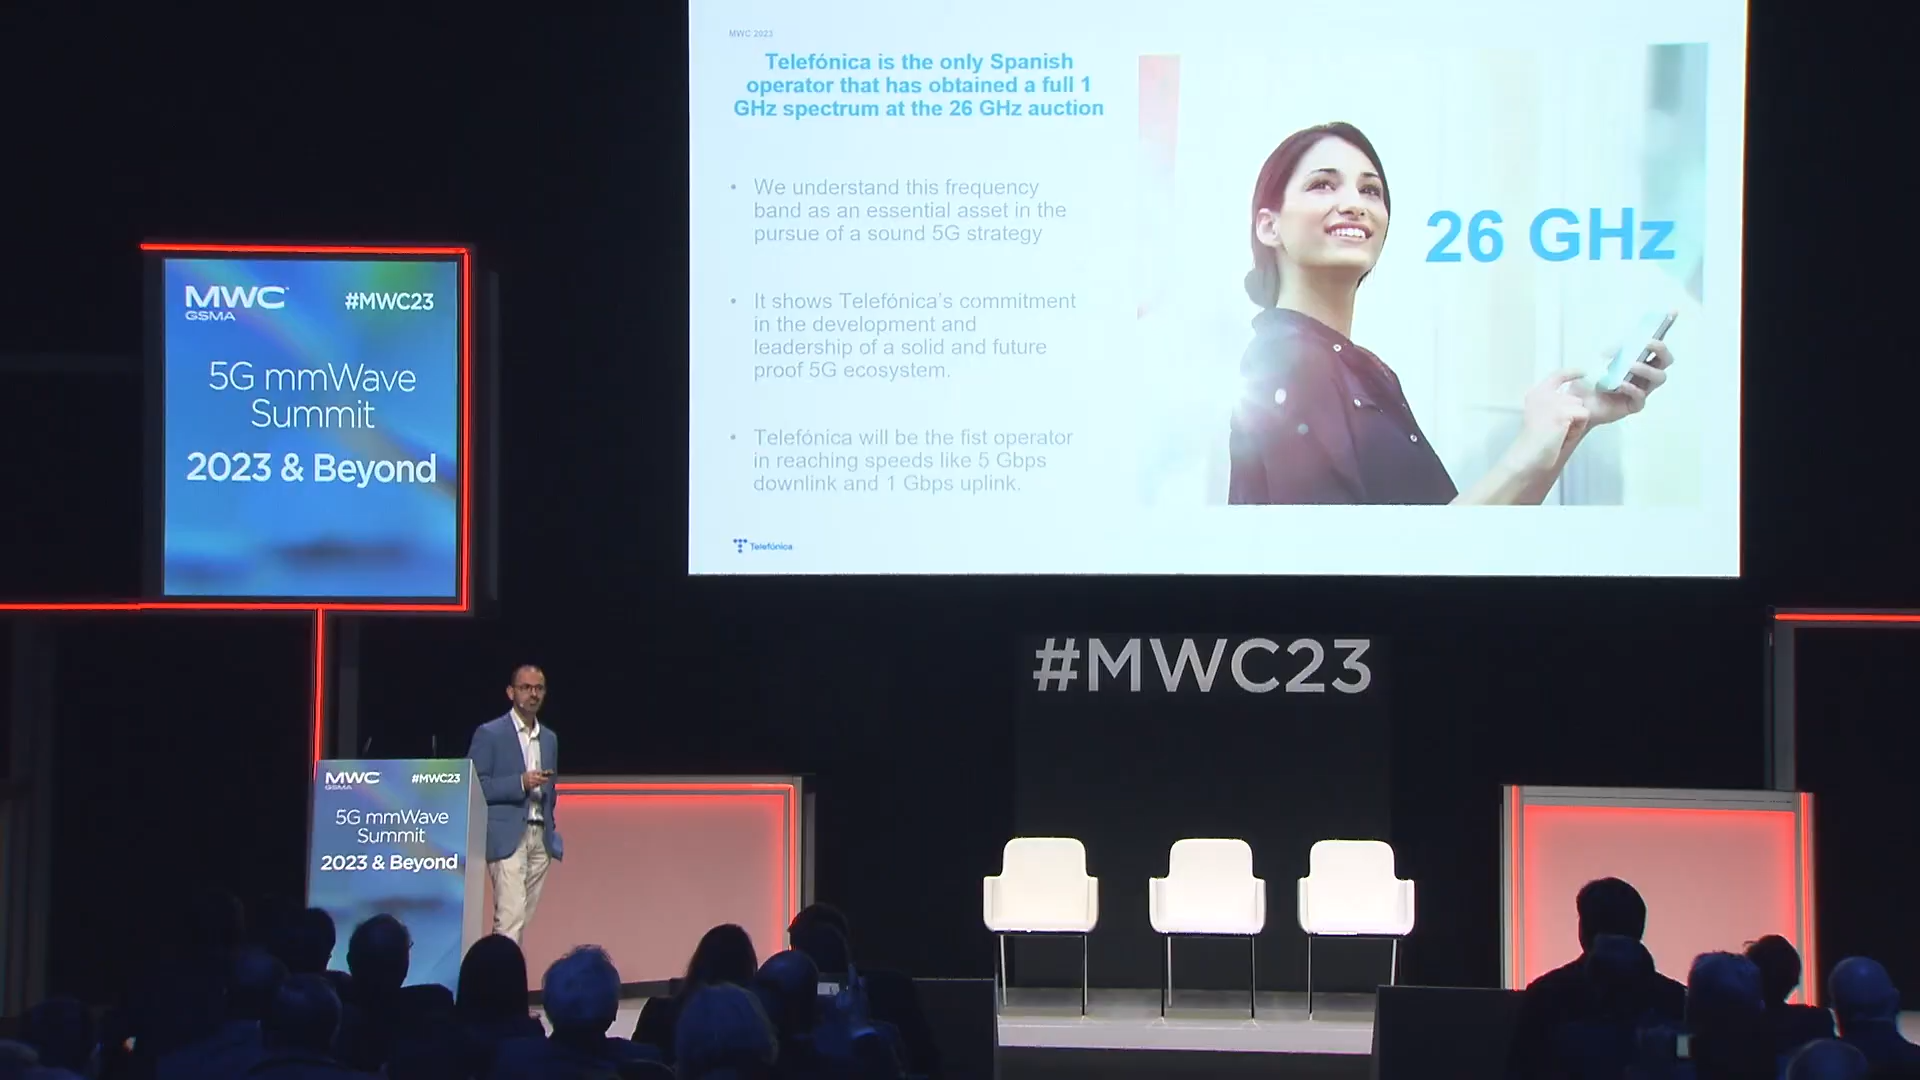 MWC 2023
Telefónica is the only Spanish
operator that has obtained a full 1
GHz spectrum at the 26 GHz auction
• We understand this frequency
band as an essential asset in the
pursue of a sound 5G strategy
• It shows Telefónica's commitment
in the development and
leadership of a solid and future
proof 5G ecosystem.
• Telefónica will be the fist operator
in reaching speeds like 5 Gbps
downlink and 1 Gbps uplink.
Telefónica
26 GHz
MWC
GSMA
#MWC23
5G mmWave
Summit
2023 & Beyond
#MWC23
MWC
GSMA
#MWC23
5G mmWave
Summit
2023 & Beyond